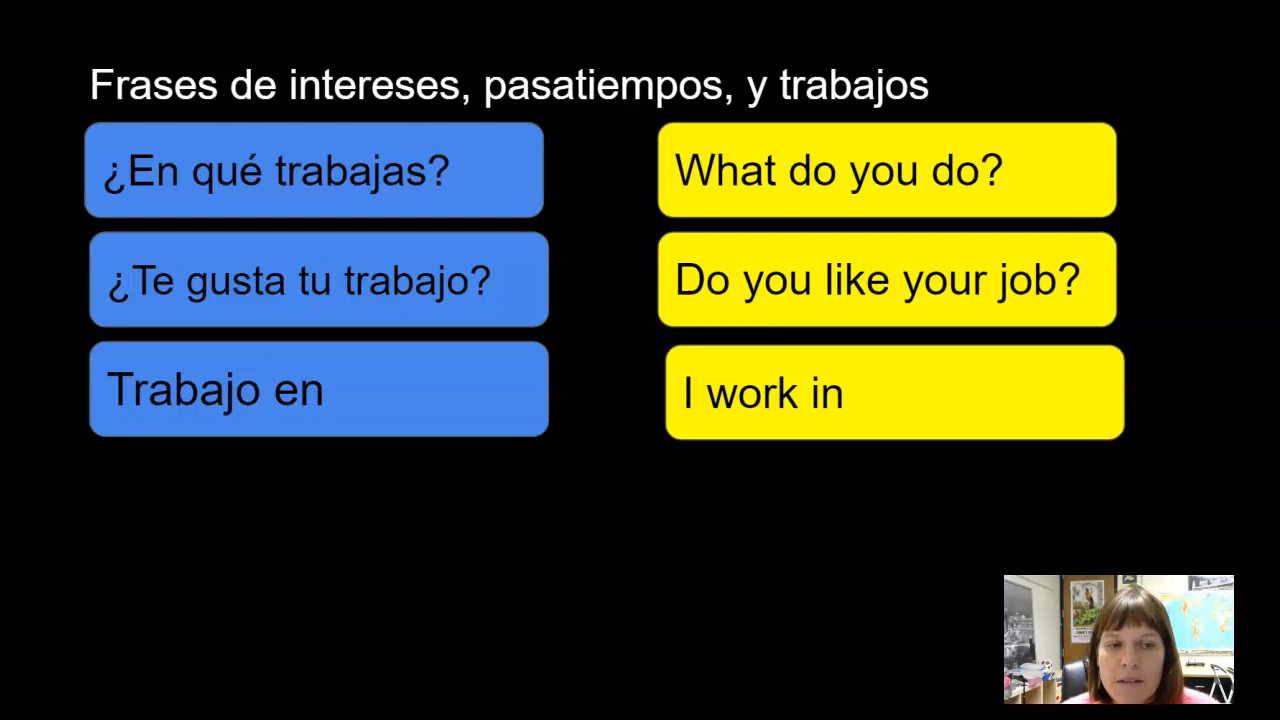 Frases de intereses, pasatiempos, y trabajos
¿En qué trabajas?
What do you do?
¿Te gusta tu trabajo?
Do you like your job?
Trabajo en
I work in